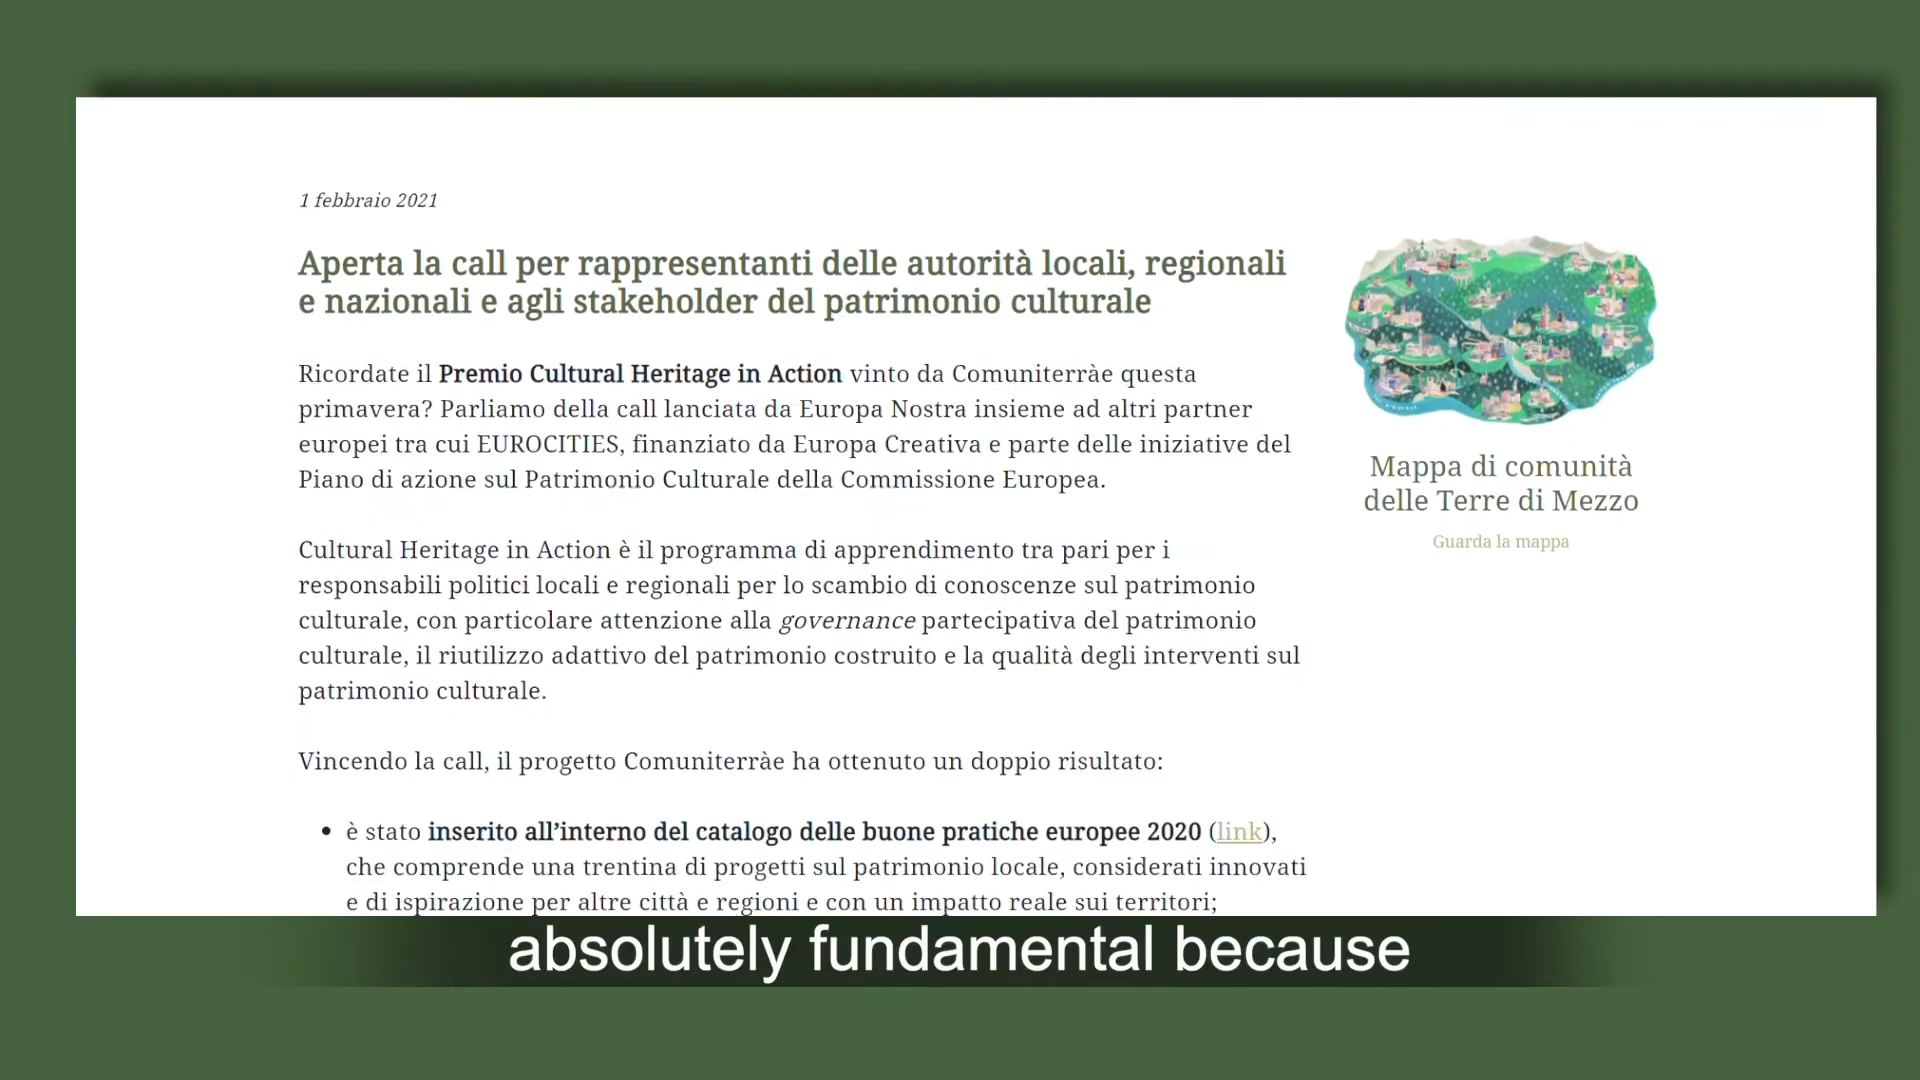 1 febbraio 2021
Aperta la call per rappresentanti delle autorità locali, regionali
e nazionali e agli stakeholder del patrimonio culturale
Ricordate il Premio Cultural Heritage in Action vinto da Comuniterràe questa
primavera? Parliamo della call lanciata da Europa Nostra insieme ad altri partner
europei tra cui EUROCITIES, finanziato da Europa Creativa e parte delle iniziative del
Piano di azione sul Patrimonio Culturale della Commissione Europea.
Cultural Heritage in Action è il programma di apprendimento tra pari per i
responsabili politici locali e regionali per lo scambio di conoscenze sul patrimonio
culturale, con particolare attenzione alla governance partecipativa del patrimonio
culturale, il riutilizzo adattivo del patrimonio costruito e la qualità degli interventi sul
patrimonio culturale.
Vincendo la call, il progetto Comuniterràe ha ottenuto un doppio risultato:
• è stato inserito all’interno del catalogo delle buone pratiche europee 2020 (link),
che comprende una trentina di progetti sul patrimonio locale, considerati innovati
e di ispirazione per altre città e regioni e con un impatto reale sui territori;
Mappa di comunità
delle Terre di Mezzo
Guarda la mappa
absolutely fundamental because